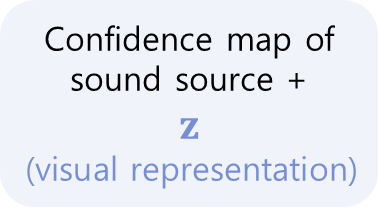 Confidence map of
sound source +
z
(visual representation)